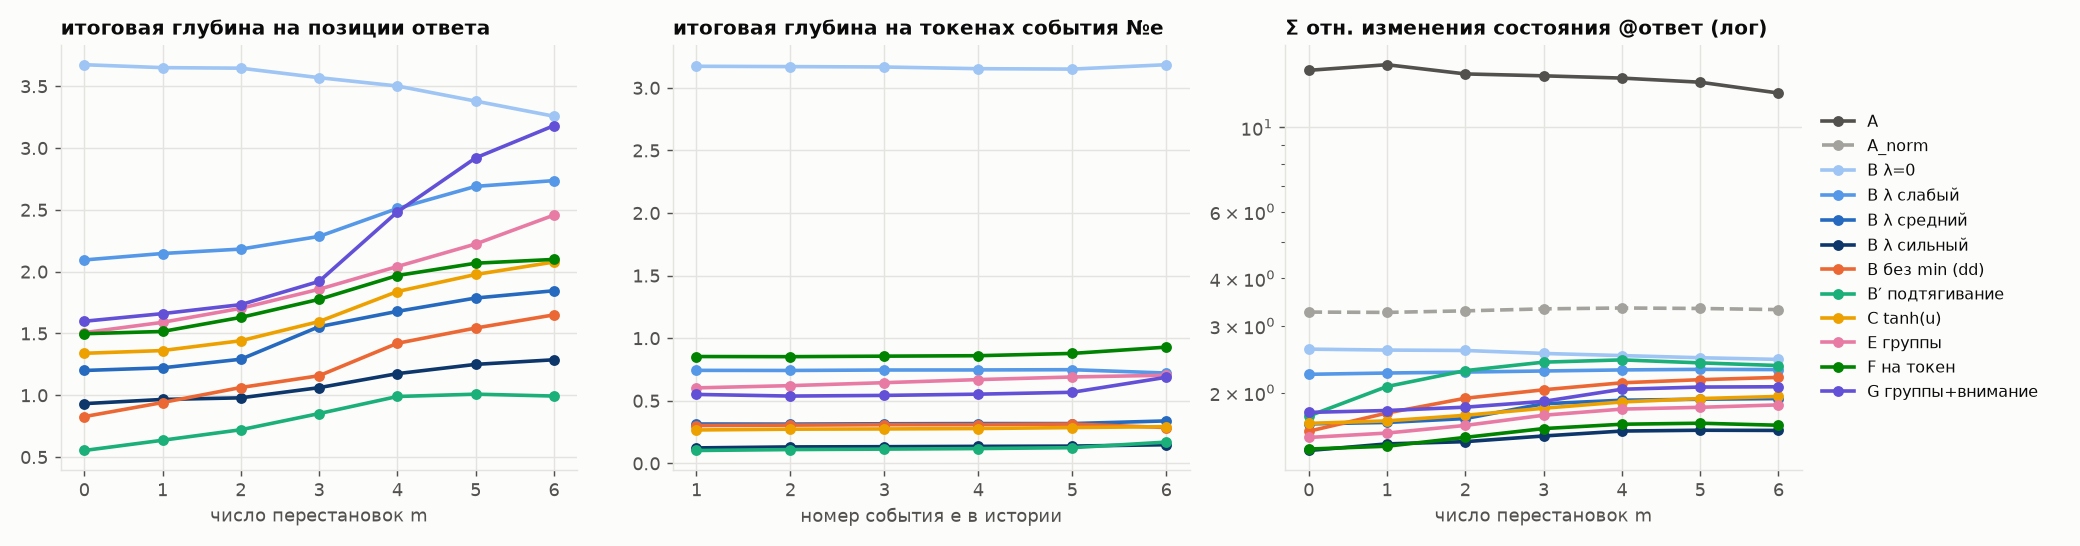 итоговая глубина на позиции ответа
3.5
3.0
2.5
2.0
1.5
1.0
0.5
0 1 2 3 4 5 6
число перестановок m
итоговая глубина на токенах события №e
3.0
2.5
2.0
1.5
1.0
0.5
0.0
1 2 3 4 5 6
номер события e в истории
Σ отн. изменения состояния @ответ (лог)
10¹
6 × 10⁰
4 × 10⁰
3 × 10⁰
2 × 10⁰
0 1 2 3 4 5 6
число перестановок m
A
A_norm
B λ=0
B λ слабый
B λ средний
B λ сильный
B без min (dd)
B′ подтягивание
C tanh(u)
E группы
F на токен
G группы+внимание